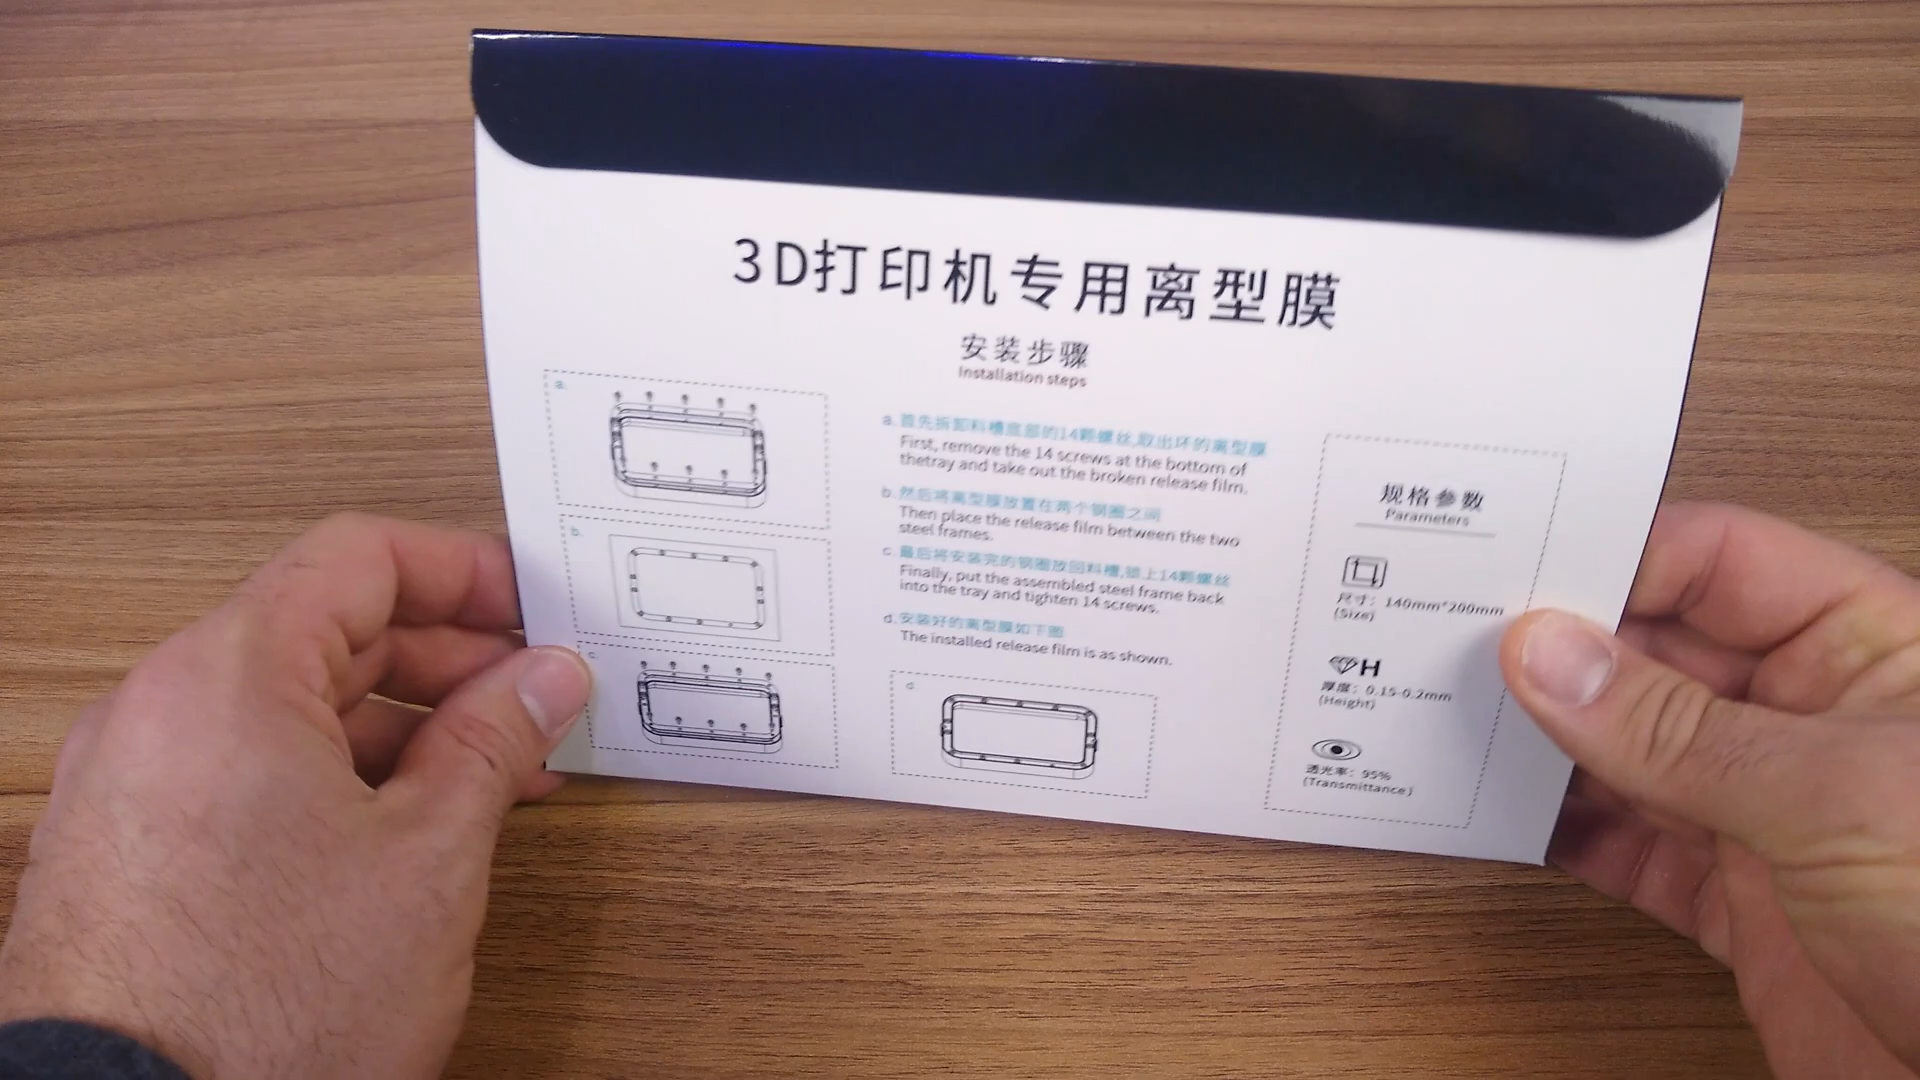 3D打印机专用离型膜
安装步骤
Installation steps
a.
b.
c.
a. 首先拆卸料槽底部的14颗螺丝,取出坏的离型膜
First, remove the 14 screws at the bottom of
thetray and take out the broken release film.
b. 然后将离型膜放置在两个钢圈之间
Then place the release film between the two
steel frames.
c. 最后将安装完的钢圈放回料槽,锁上14颗螺丝
Finally, put the assembled steel frame back
into the tray and tighten 14 screws.
d. 安装好的离型膜如下图
The installed release film is as shown.
d.
规格参数
Parameters
尺寸: 140mm*200mm
(Size)
H
厚度: 0.15-0.2mm
(Height)
透光率: 95%
(Transmittance)